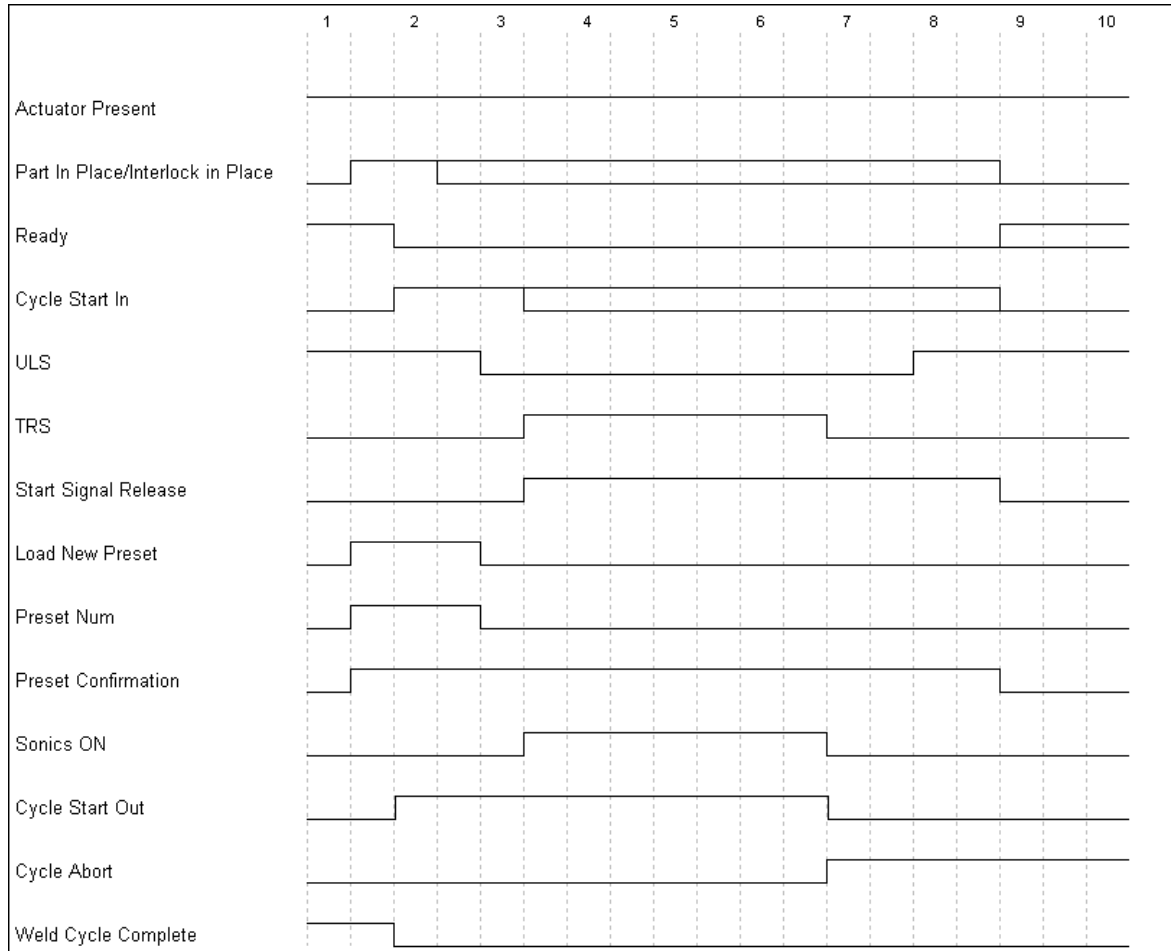 1 2 3 4 5 6 7 8 9 10
Actuator Present
Part In Place/Interlock in Place
Ready
Cycle Start In
ULS
TRS
Start Signal Release
Load New Preset
Preset Num
Preset Confirmation
Sonics ON
Cycle Start Out
Cycle Abort
Weld Cycle Complete